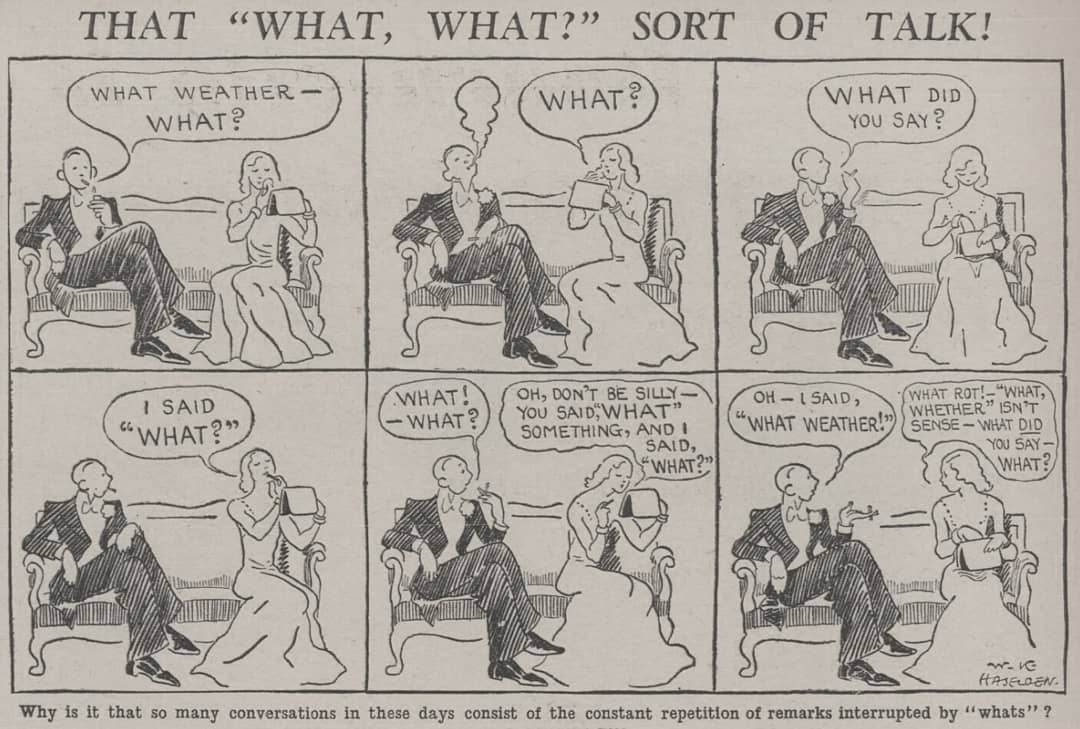 THAT "WHAT, WHAT?" SORT OF TALK!
WHAT WEATHER —
WHAT?
WHAT?
WHAT DID
YOU SAY?
I SAID
"WHAT?"
WHAT!
— WHAT?
OH, DON'T BE SILLY —
YOU SAID, "WHAT"
SOMETHING, AND I
SAID,
"WHAT?"
OH — I SAID,
"WHAT WEATHER!"
WHAT ROT! — "WHAT,
WHETHER" ISN'T
SENSE — WHAT DID
YOU SAY —
WHAT?
W. K.
HASELDEN.
Why is it that so many conversations in these days consist of the constant repetition of remarks interrupted by "whats" ?